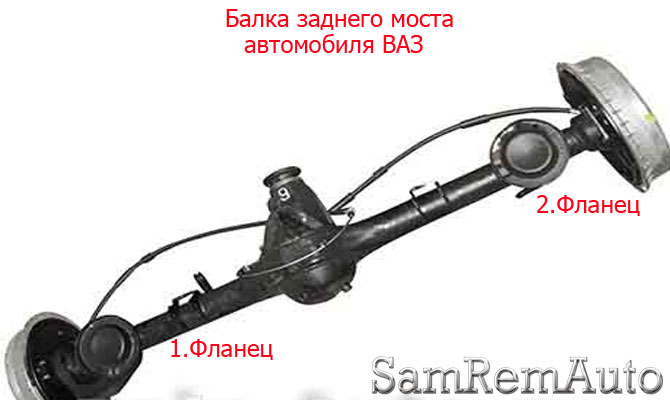 Балка заднего моста
автомобиля ВАЗ
9
2.Фланец
1.Фланец
SamRemAuto